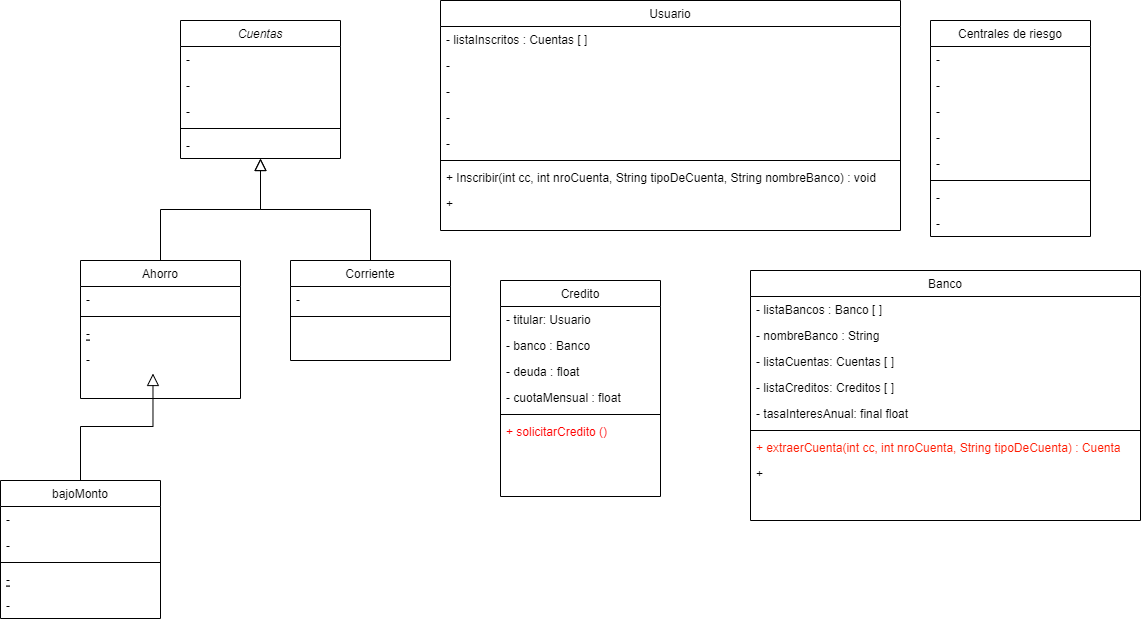 Cuentas
-
-
-
-
Usuario
- listaInscritos : Cuentas [ ]
-
-
-
-
+ Inscribir(int cc, int nroCuenta, String tipoDeCuenta, String nombreBanco) : void
+
Centrales de riesgo
-
-
-
-
-
-
-
Ahorro
-
-
-
Corriente
-
Credito
- titular: Usuario
- banco : Banco
- deuda : float
- cuotaMensual : float
+ solicitarCredito ()
Banco
- listaBancos : Banco [ ]
- nombreBanco : String
- listaCuentas: Cuentas [ ]
- listaCreditos: Creditos [ ]
- tasaInteresAnual: final float
+ extraerCuenta(int cc, int nroCuenta, String tipoDeCuenta) : Cuenta
+
bajoMonto
-
-
-
-